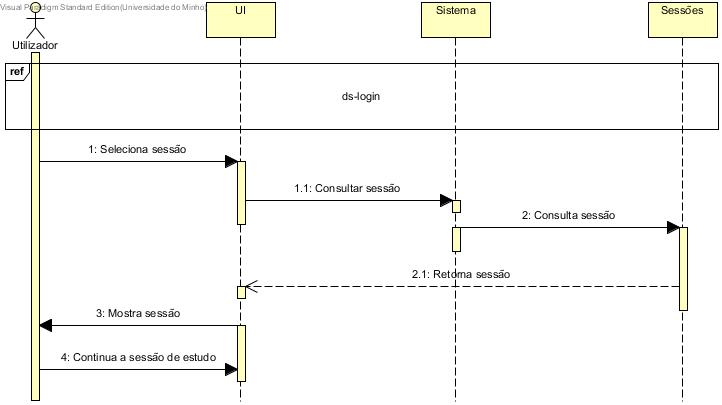 Visual Paradigm Standard Edition(Universidade do Minho)
Utilizador
UI
Sistema
Sessões
ref
ds-login
1: Seleciona sessão
1.1: Consultar sessão
2: Consulta sessão
2.1: Retorna sessão
3: Mostra sessão
4: Continua a sessão de estudo